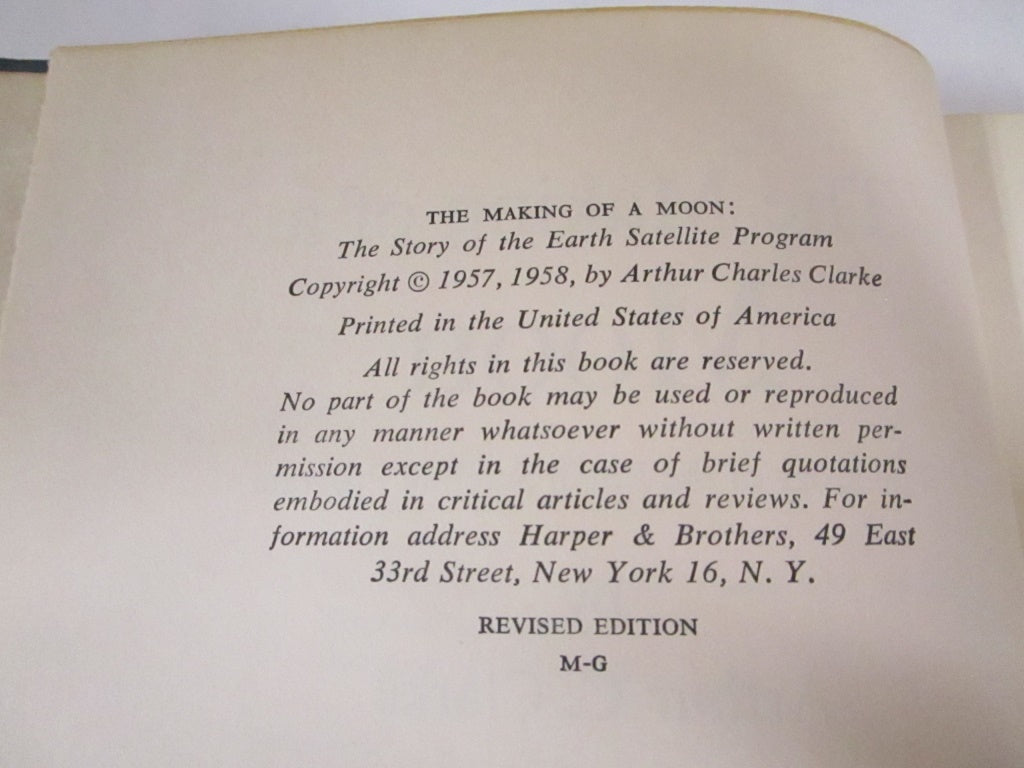 THE MAKING OF A MOON:
The Story of the Earth Satellite Program
Copyright © 1957, 1958, by Arthur Charles Clarke
Printed in the United States of America
All rights in this book are reserved.
No part of the book may be used or reproduced
in any manner whatsoever without written per-
mission except in the case of brief quotations
embodied in critical articles and reviews. For in-
formation address Harper & Brothers, 49 East
33rd Street, New York 16, N. Y.
REVISED EDITION
M-G